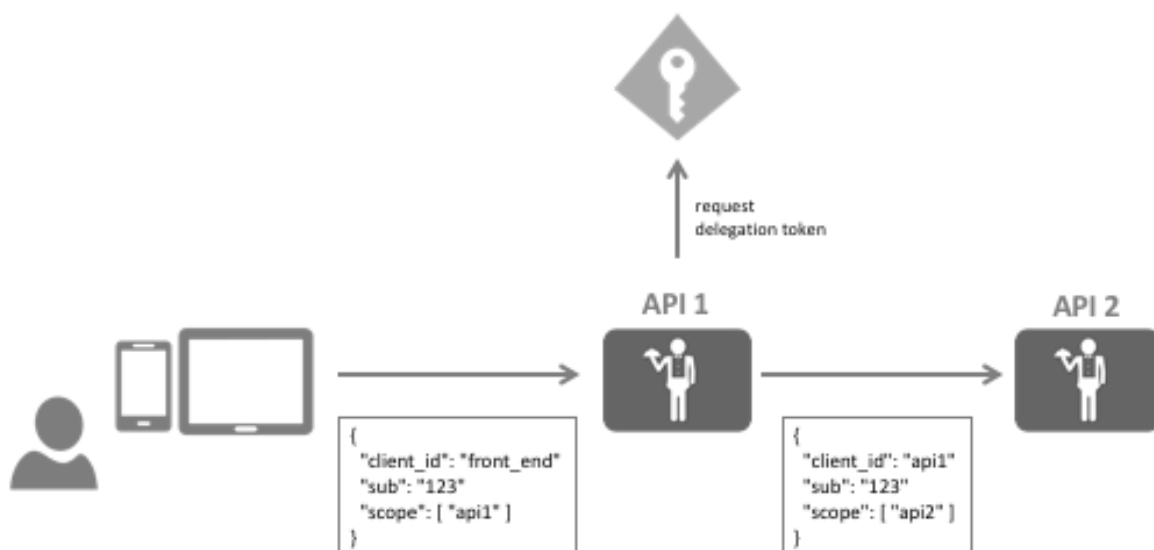 request
delegation token
API 1
API 2
{
"client_id": "front_end"
"sub": "123"
"scope": [ "api1" ]
}
{
"client_id": "api1"
"sub": "123"
"scope": [ "api2" ]
}